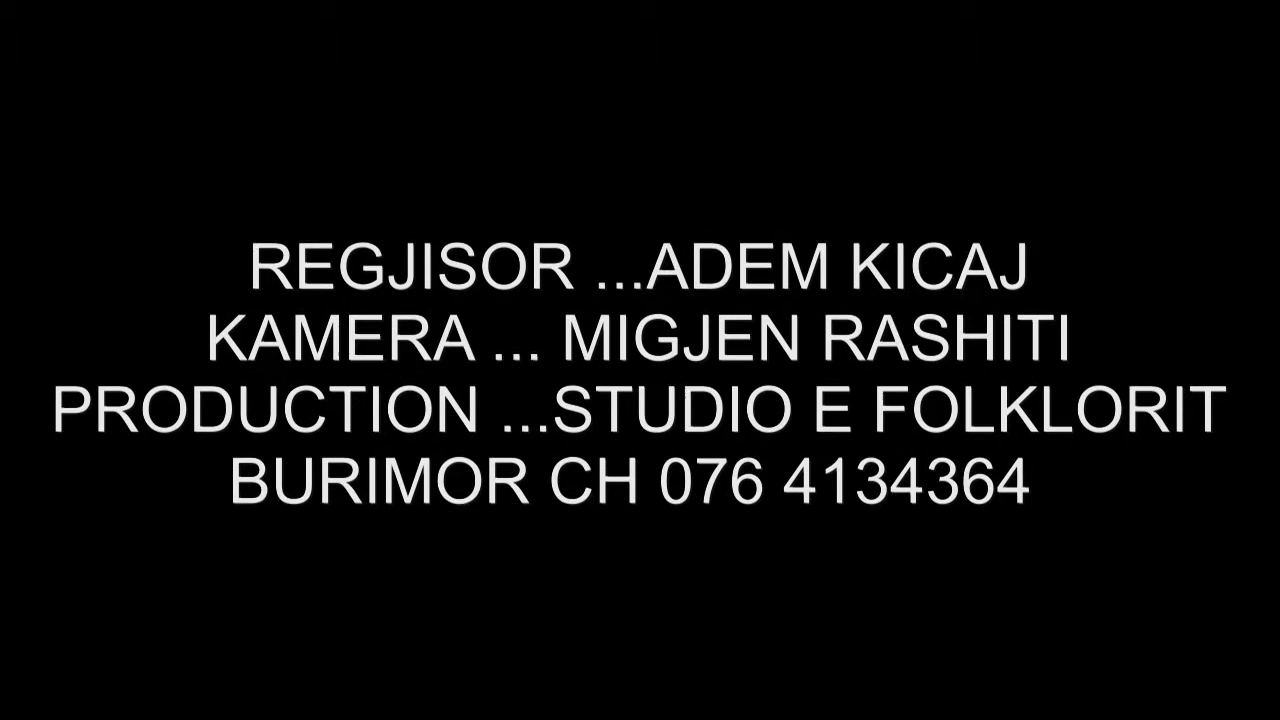 REGJISOR ...ADEM KICAJ
KAMERA ... MIGJEN RASHITI
PRODUCTION ...STUDIO E FOLKLORIT
BURIMOR CH 076 4134364